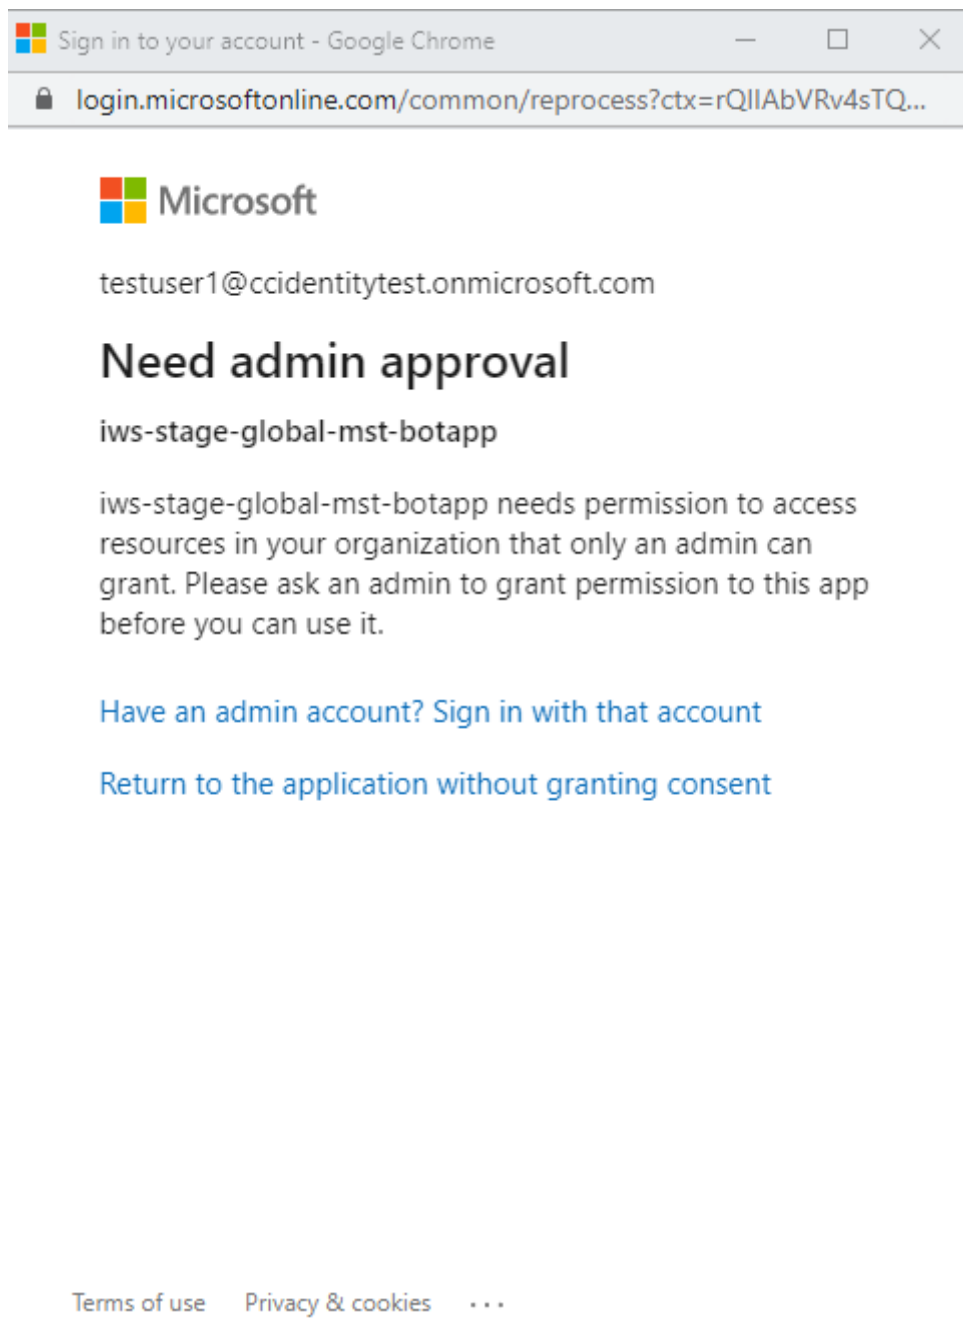 Sign in to your account - Google Chrome
login.microsoftonline.com/common/reprocess?ctx=rQIIAbVRv4sTQ...
Microsoft
testuser1@ccidentitytest.onmicrosoft.com
Need admin approval
iws-stage-global-mst-botapp
iws-stage-global-mst-botapp needs permission to access
resources in your organization that only an admin can
grant. Please ask an admin to grant permission to this app
before you can use it.
Have an admin account? Sign in with that account
Return to the application without granting consent
Terms of use Privacy & cookies ...